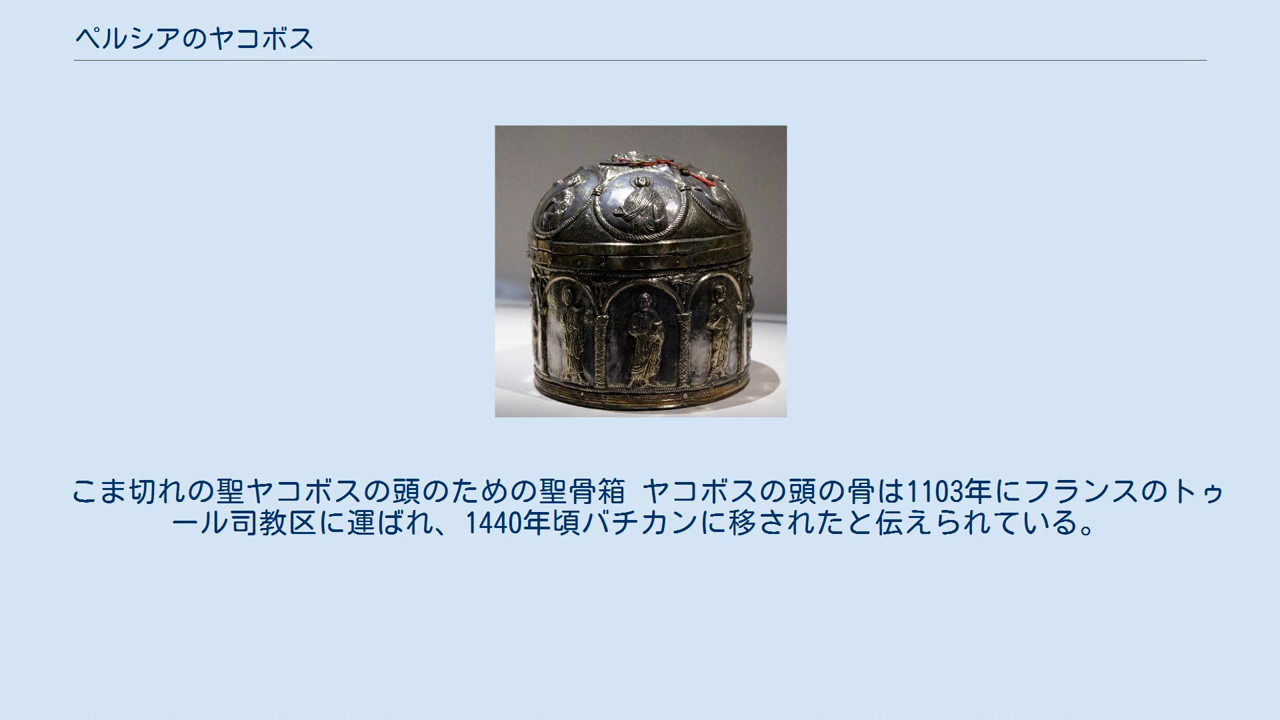 ペルシアのヤコボス
こま切れの聖ヤコボスの頭のための聖骨箱 ヤコボスの頭の骨は1103年にフランスのトゥ
ール司教区に運ばれ、1440年頃バチカンに移されたと伝えられている。